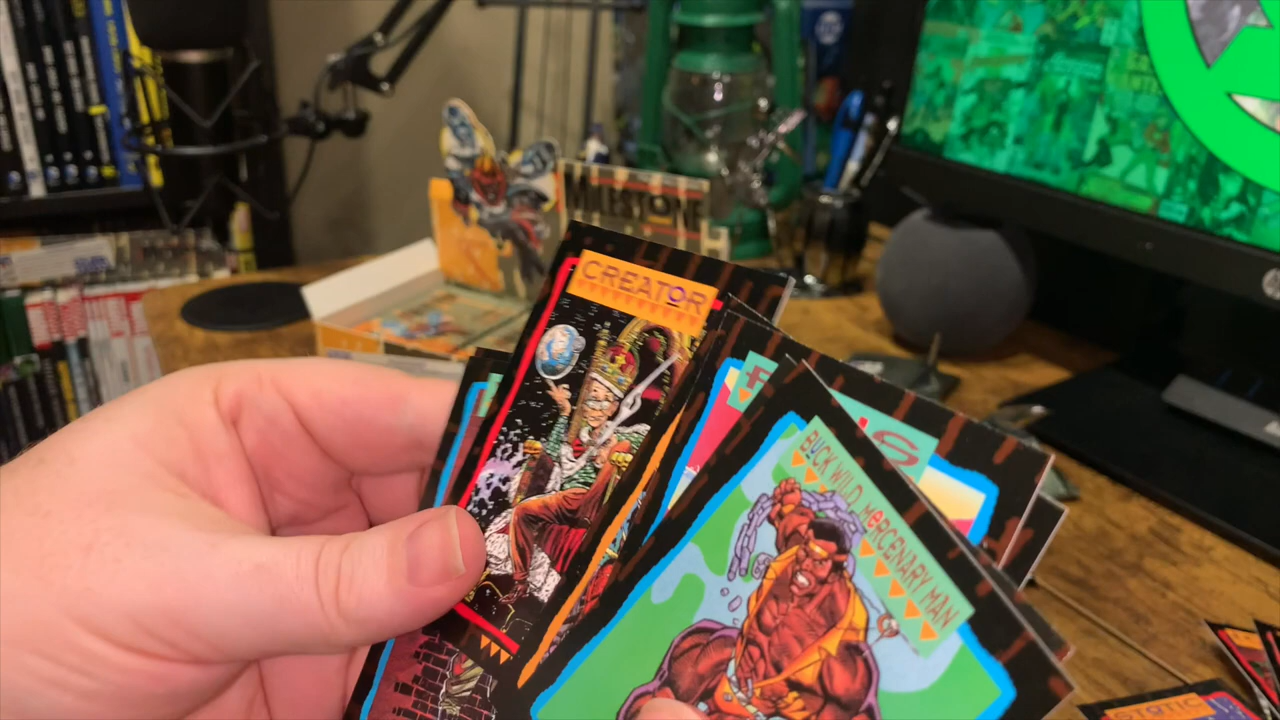 MILESTONE
CREATOR
F
S
BUCK WILD, MERCENARY MAN